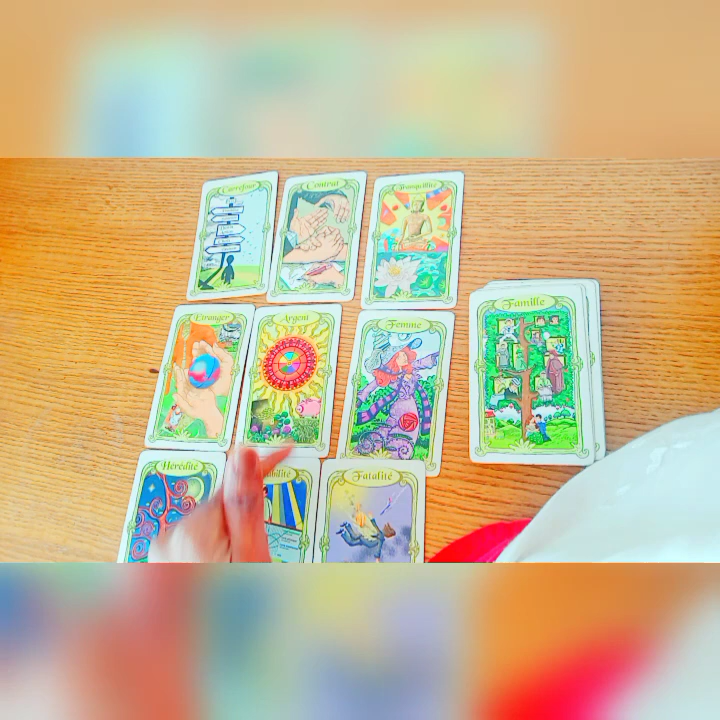 Carrefour
Contrat
Tranquillité
Etranger
Argent
Femme
Famille
Hérédité
Fatalité